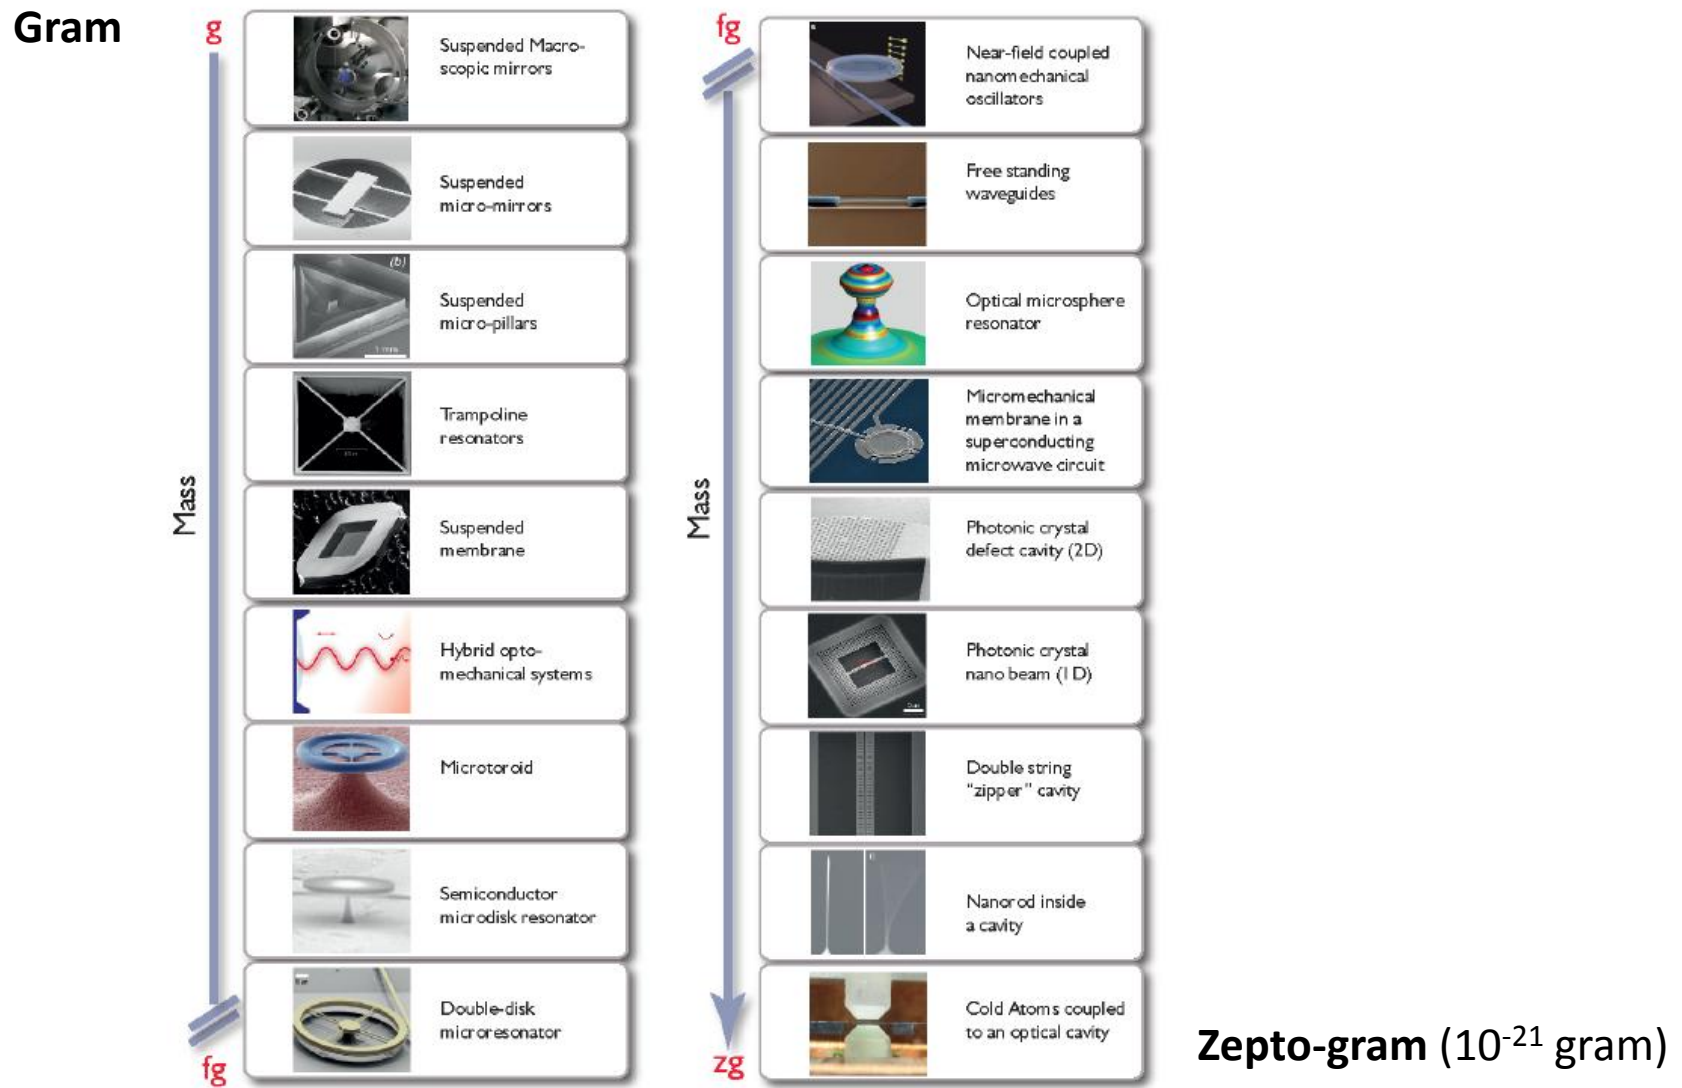 Gram
g
Suspended Macro-
scopic mirrors
Suspended
micro-mirrors
(b)
Suspended
micro-pillars
1 mm
Trampoline
resonators
Mass
Suspended
membrane
Hybrid opto-
mechanical systems
Microtoroid
Semiconductor
microdisk resonator
Double-disk
microresonator
fg
fg
Near-field coupled
nanomechanical
oscillators
Free standing
waveguides
Optical microsphere
resonator
Micromechanical
membrane in a
superconducting
microwave circuit
Mass
Photonic crystal
defect cavity (2D)
Photonic crystal
nano beam (1D)
Double string
"zipper" cavity
Nanorod inside
a cavity
Cold Atoms coupled
to an optical cavity
zg
Zepto-gram (10⁻²¹ gram)